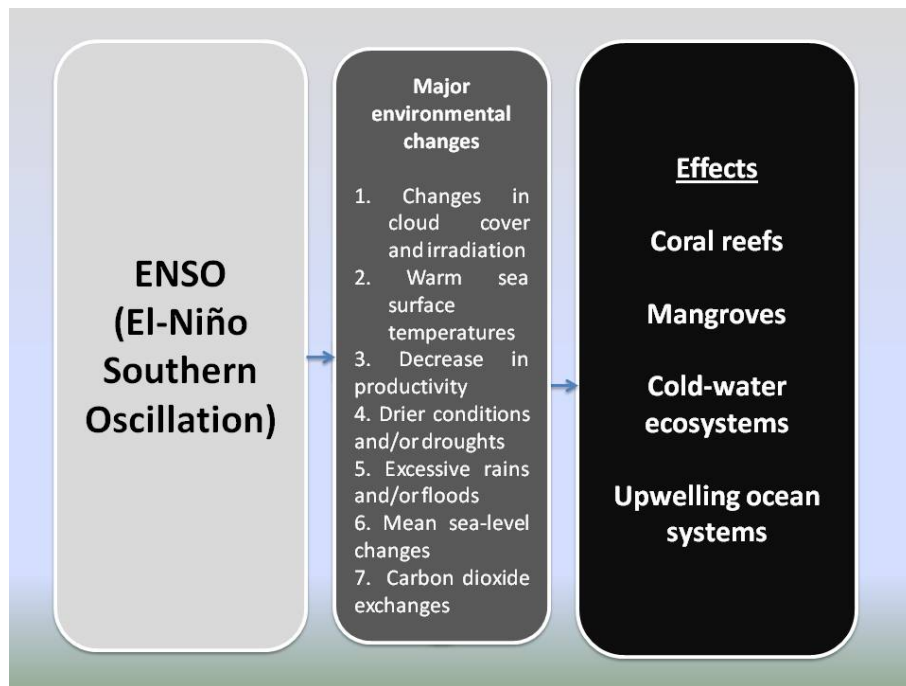 ENSO
(El-Niño
Southern
Oscillation)
Major
environmental
changes
1. Changes in
cloud cover
and irradiation
2. Warm sea
surface
temperatures
3. Decrease in
productivity
4. Drier conditions
and/or droughts
5. Excessive rains
and/or floods
6. Mean sea-level
changes
7. Carbon dioxide
exchanges
Effects
Coral reefs
Mangroves
Cold-water
ecosystems
Upwelling ocean
systems